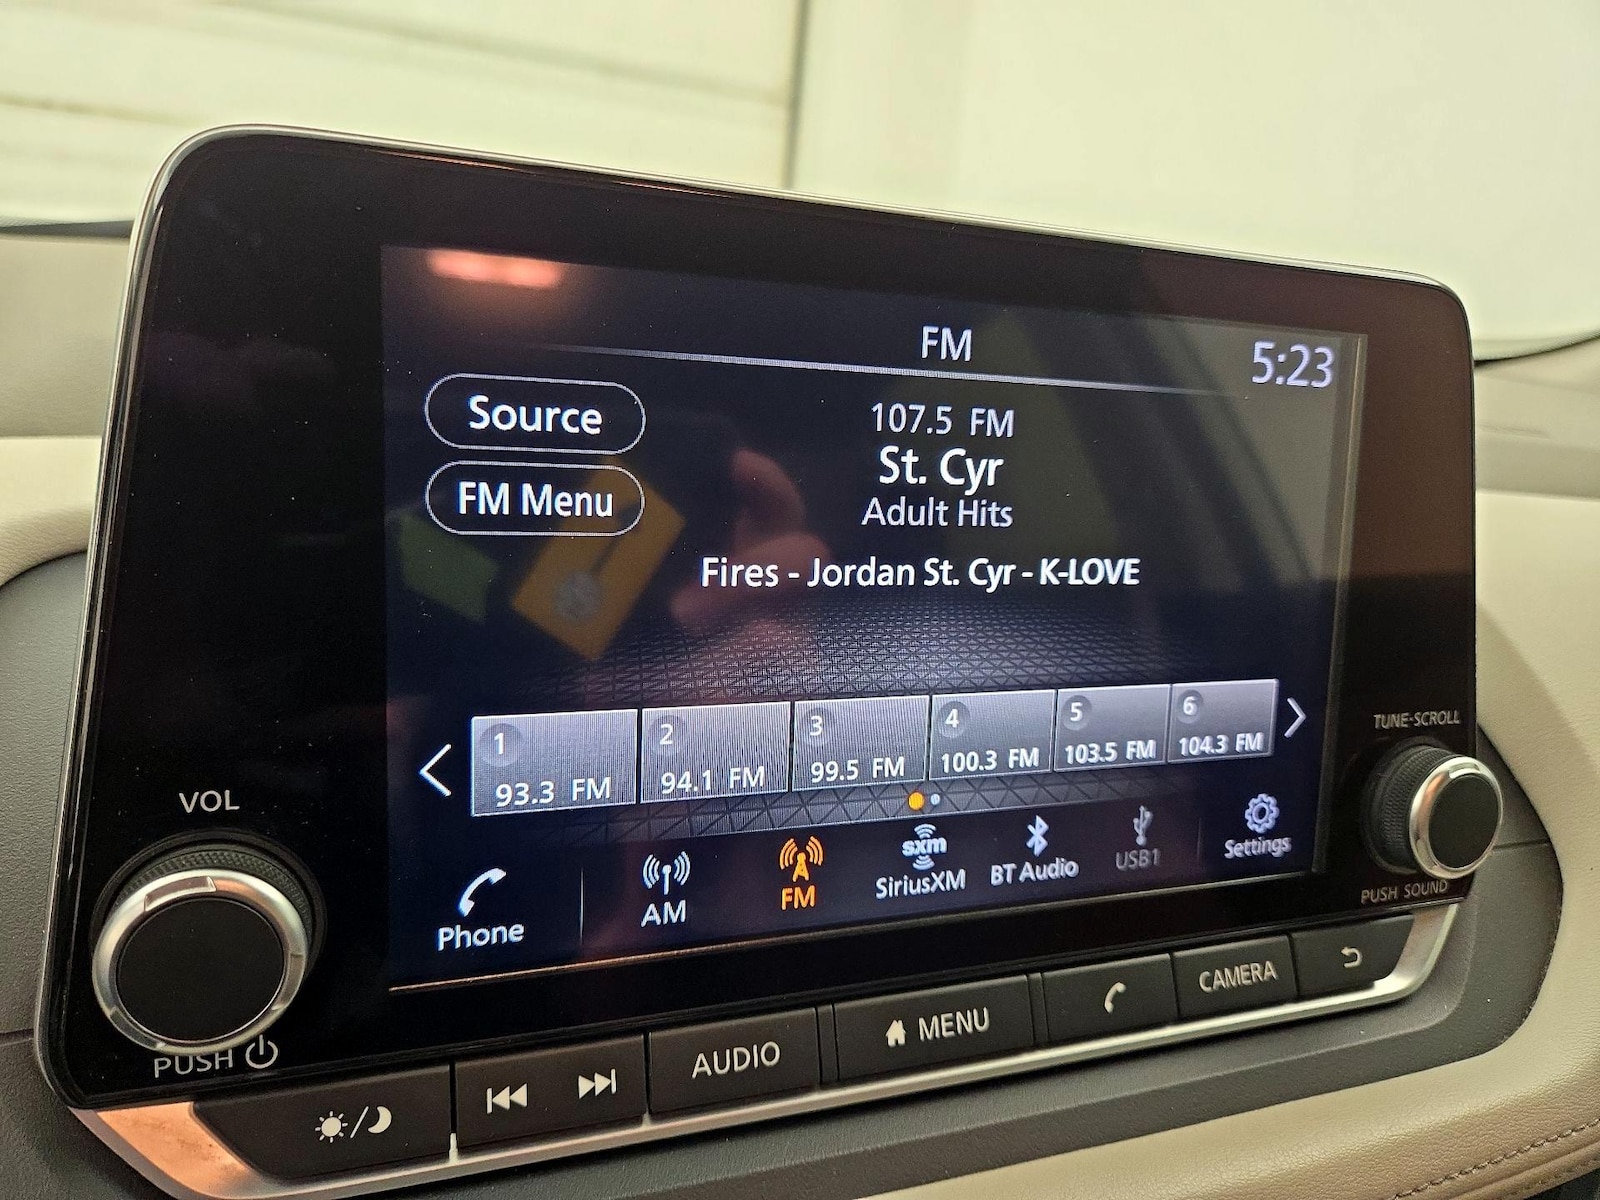 FM
5:23
Source
107.5 FM
St. Cyr
FM Menu
Adult Hits
Fires - Jordan St. Cyr - K-LOVE
TUNE·SCROLL
1
93.3 FM
2
94.1 FM
3
99.5 FM
4
100.3 FM
5
103.5 FM
6
104.3 FM
VOL
Phone
AM
FM
sxm
SiriusXM
BT Audio
USB1
Settings
PUSH SOUND
PUSH
AUDIO
MENU
CAMERA